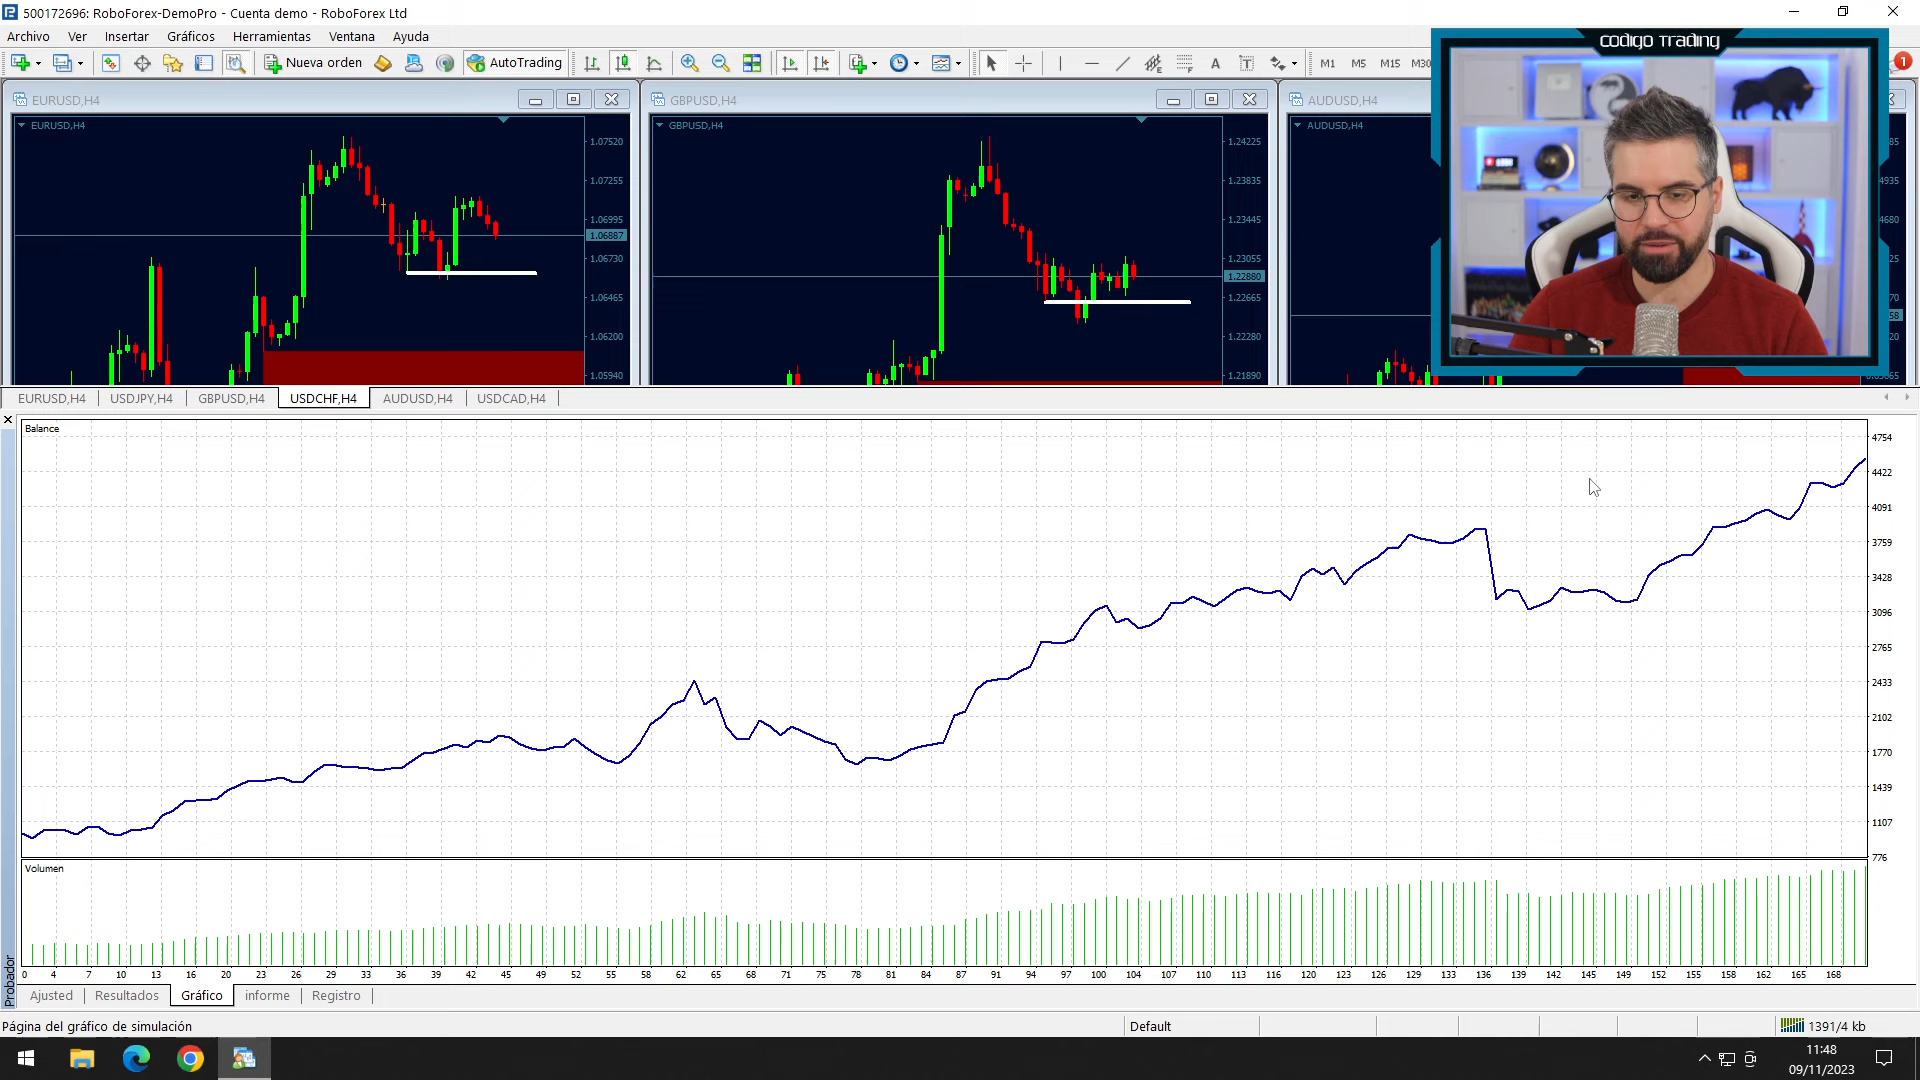 500172696: RoboForex-DemoPro - Cuenta demo - RoboForex Ltd
Archivo Ver Insertar Gráficos Herramientas Ventana Ayuda
Nueva orden AutoTrading A T M1 M5 M15 M30 1
codigo Trading
EURUSD,H4
EURUSD,H4
1.07520
1.07255
1.06995
1.06887
1.06730
1.06465
1.06200
1.05940
GBPUSD,H4
GBPUSD,H4
1.24225
1.23835
1.23445
1.23055
1.22880
1.22665
1.22280
1.21890
AUDUSD,H4
AUDUSD,H4
EURUSD,H4 USDJPY,H4 GBPUSD,H4 USDCHF,H4 AUDUSD,H4 USDCAD,H4
Balance
4754
4422
4091
3759
3428
3096
2765
2433
2102
1770
1439
1107
776
Volumen
0 4 7 10 13 16 20 23 26 29 33 36 39 42 45 49 52 55 58 62 65 68 71 75 78 81 84 87 91 94 97 100 104 107 110 113 116 120 123 126 129 133 136 139 142 145 149 152 155 158 162 165 168
Probador
Ajusted Resultados Gráfico informe Registro
Página del gráfico de simulación
Default
1391/4 kb
11:48
09/11/2023